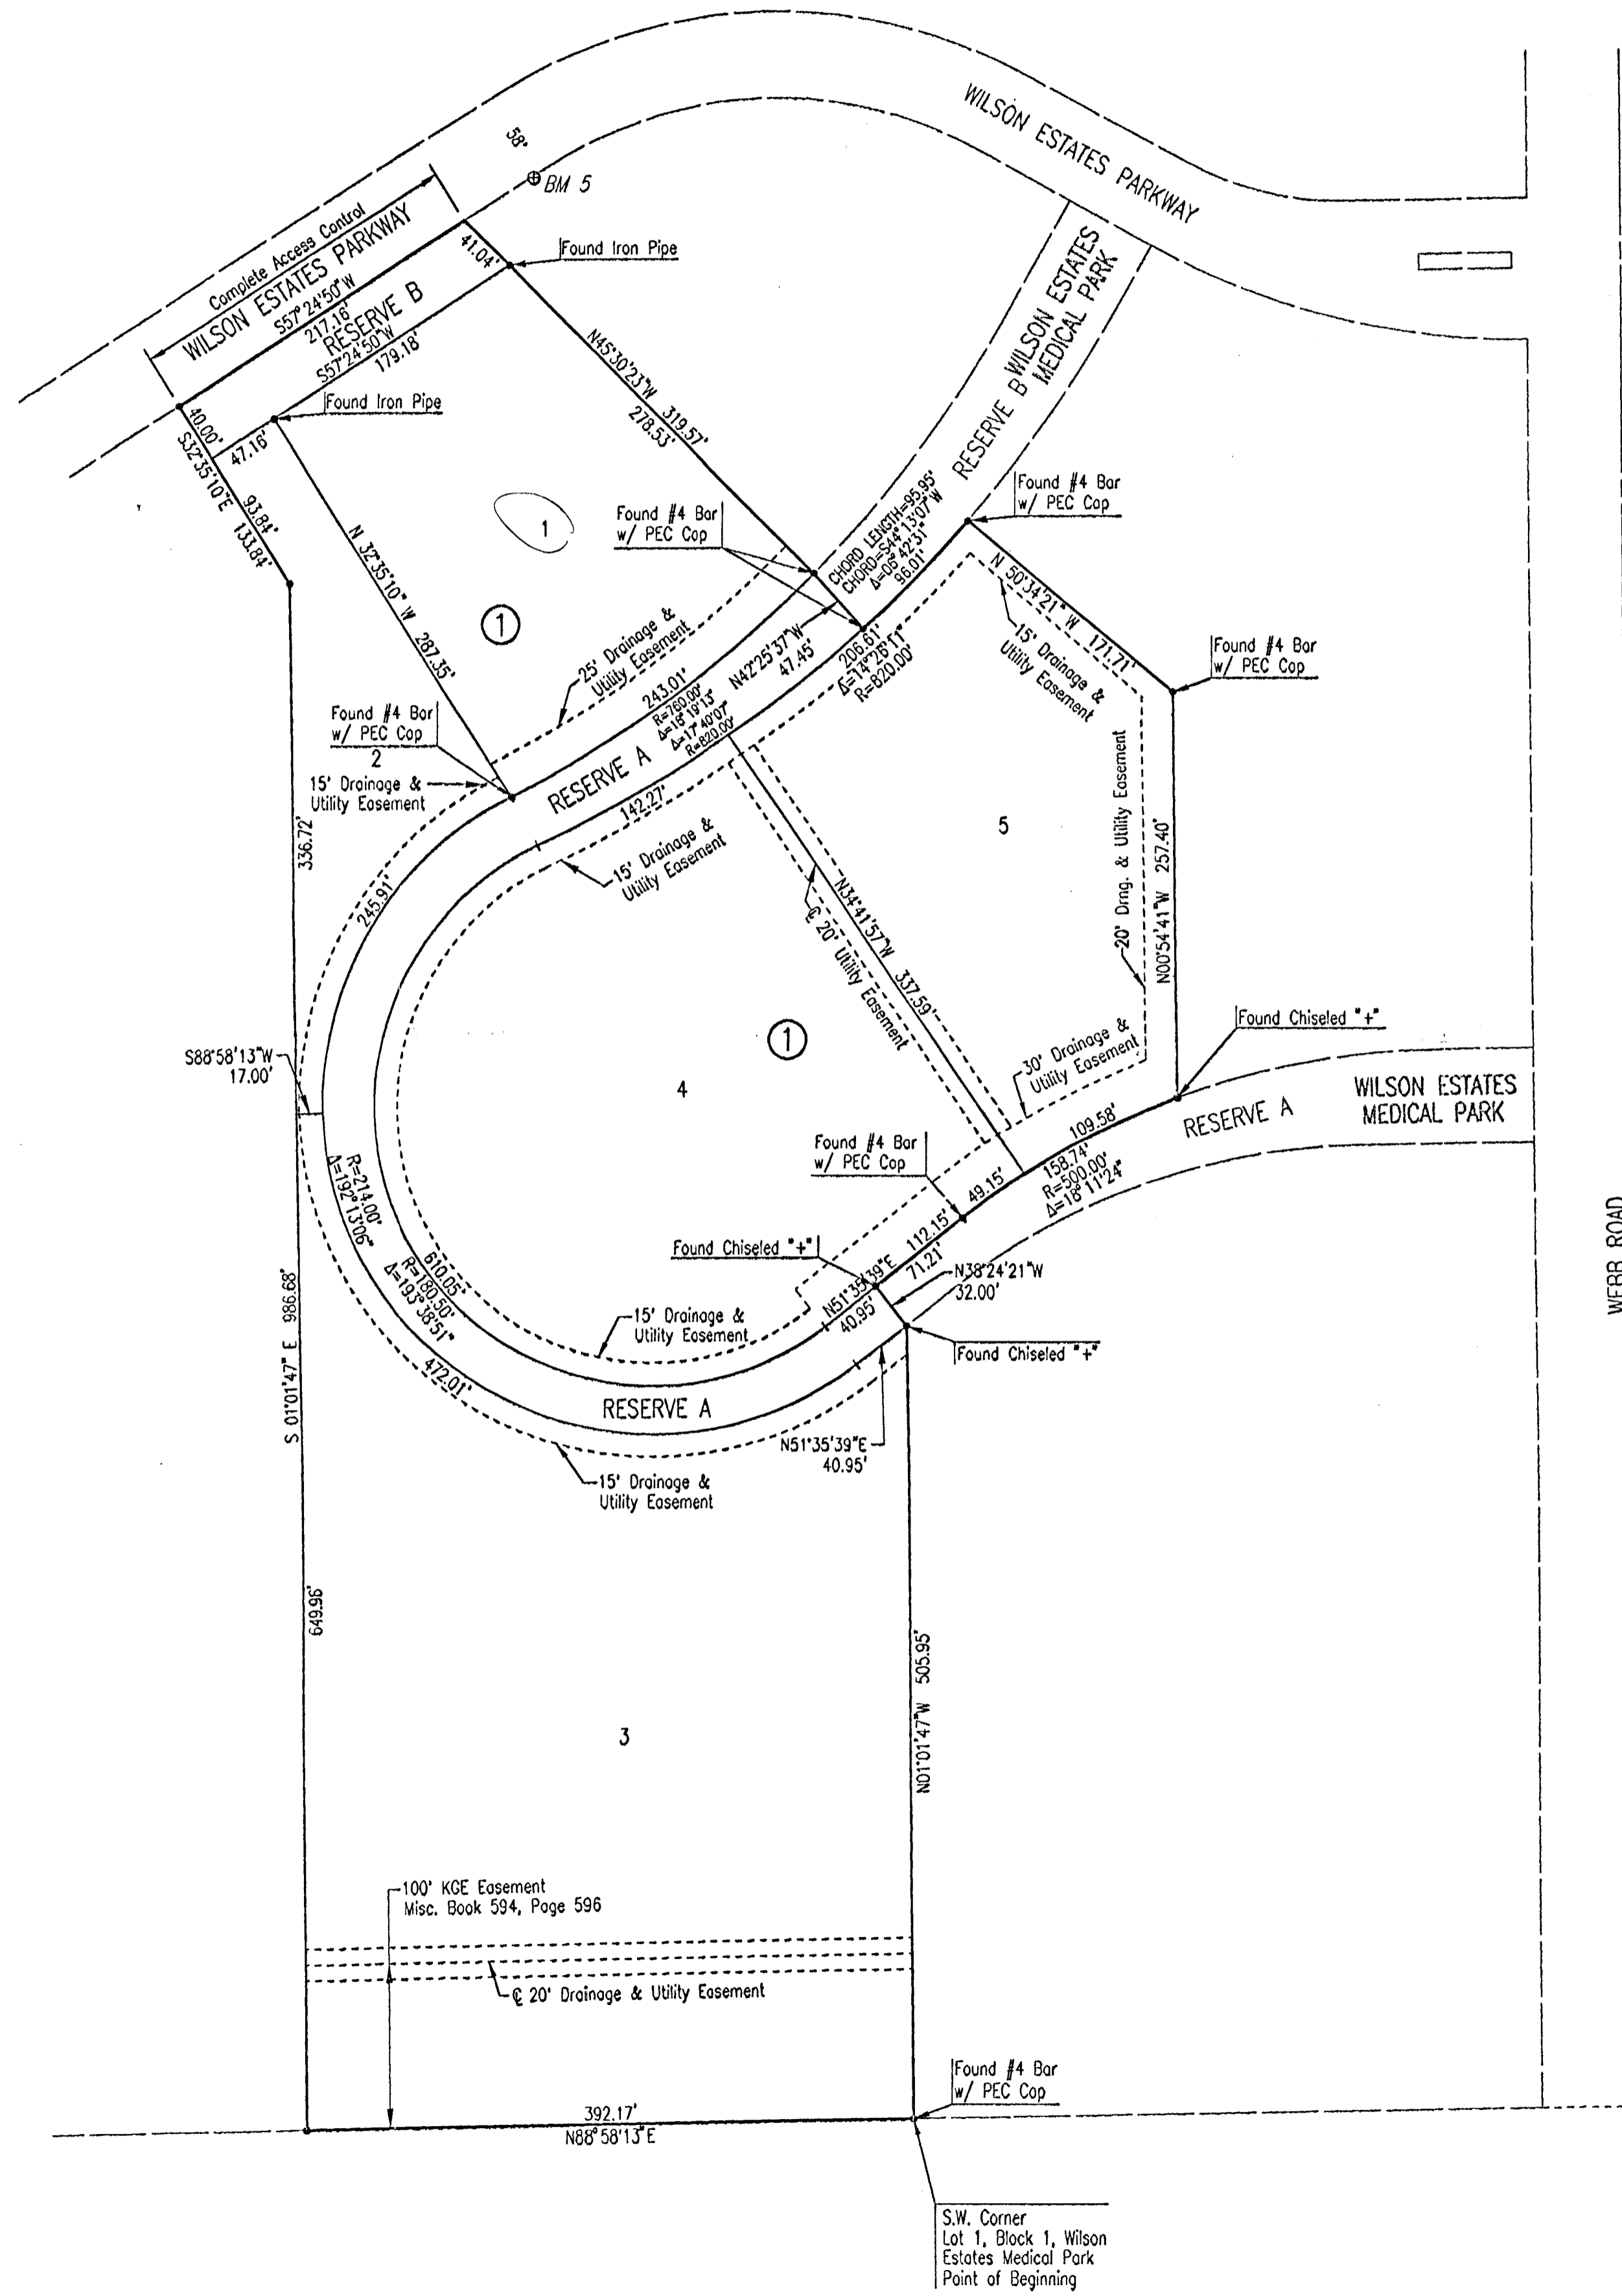 WILSON ESTATES PARKWAY
58'
BM 5
Complete Access Control
WILSON ESTATES PARKWAY
S57°24'50"W
217.16'
RESERVE B
S57°24'50"W
179.18'
41.04'
Found Iron Pipe
Found Iron Pipe
40.00'
47.16'
S32°35'10"E 133.84'
93.84'
N45°30'23"W 319.57'
278.53'
WILSON ESTATES
MEDICAL PARK
RESERVE B
1
Found #4 Bar
w/ PEC Cap
Found #4 Bar
w/ PEC Cap
CHORD LENGTH=95.95'
CHORD=S44°13'07"W
Δ=06°42'31"
96.01'
N 32°35'10" W 287.35'
1
25' Drainage &
Utility Easement
N42°25'37"W
47.45'
206.61'
Δ=14°26'11"
R=820.00'
N 50°34'21" W 171.71'
15' Drainage &
Utility Easement
Found #4 Bar
w/ PEC Cap
243.01'
R=760.00'
Δ=18°19'13"
Δ=17°40'07"
R=820.00'
Found #4 Bar
w/ PEC Cap
2
15' Drainage &
Utility Easement
RESERVE A
142.27'
15' Drainage &
Utility Easement
336.72'
245.91'
5
20' Drng. & Utility Easement
N00°54'41"W 257.40'
N34°41'57"W 337.59'
℄ 20' Utility Easement
1
Found Chiseled "+"
S88°58'13"W
17.00'
4
30' Drainage &
Utility Easement
WILSON ESTATES
MEDICAL PARK
RESERVE A
109.58'
158.74'
R=500.00'
Δ=18°11'24"
Found #4 Bar
w/ PEC Cap
49.15'
112.15'
71.21'
R=214.00'
Δ=192°13'06"
Found Chiseled "+"
N51°35'39"E
40.95'
N38°24'21"W
32.00'
610.05'
R=180.50'
Δ=193°38'51"
15' Drainage &
Utility Easement
Found Chiseled "+"
472.01'
RESERVE A
N51°35'39"E
40.95'
15' Drainage &
Utility Easement
S 01°01'47" E 986.68'
WEBB ROAD
649.96'
N01°01'47"W 505.95'
3
100' KGE Easement
Misc. Book 594, Page 596
℄ 20' Drainage & Utility Easement
Found #4 Bar
w/ PEC Cap
392.17'
N88°58'13"E
S.W. Corner
Lot 1, Block 1, Wilson
Estates Medical Park
Point of Beginning